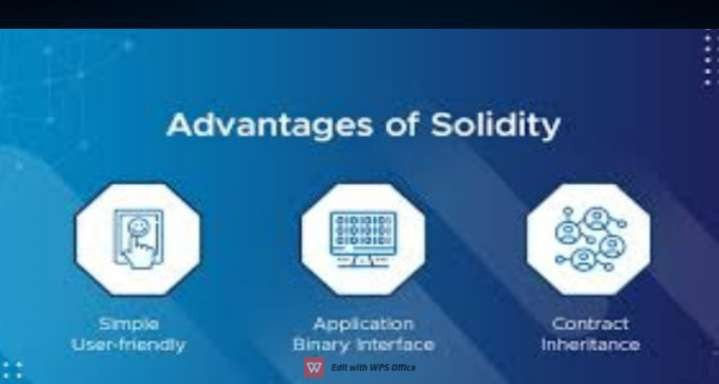 Advantages of Solidity
Simple
User-friendly
Application
Binary Interface
Contract
Inheritance
W Edit with WPS Office